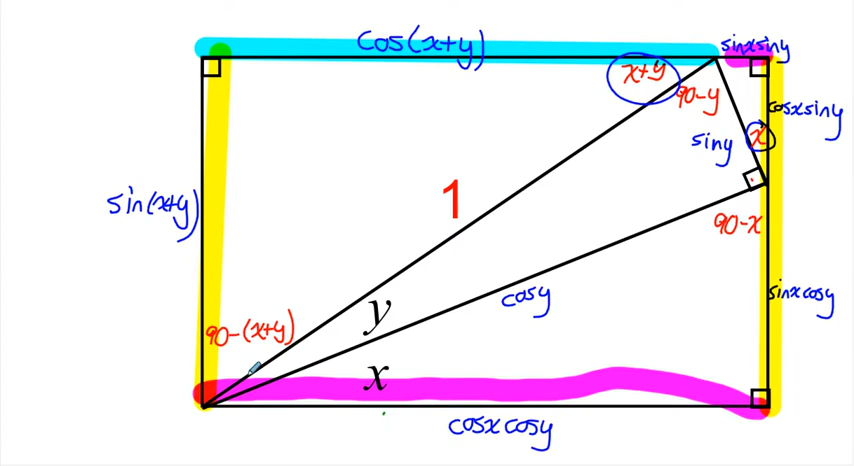 cos(x+y)
sinxsiny
x+y
90-y
cosxsiny
siny
x
1
sin(x+y)
90-x
cosy
sinxcosy
y
90-(x+y)
x
cosxcosy